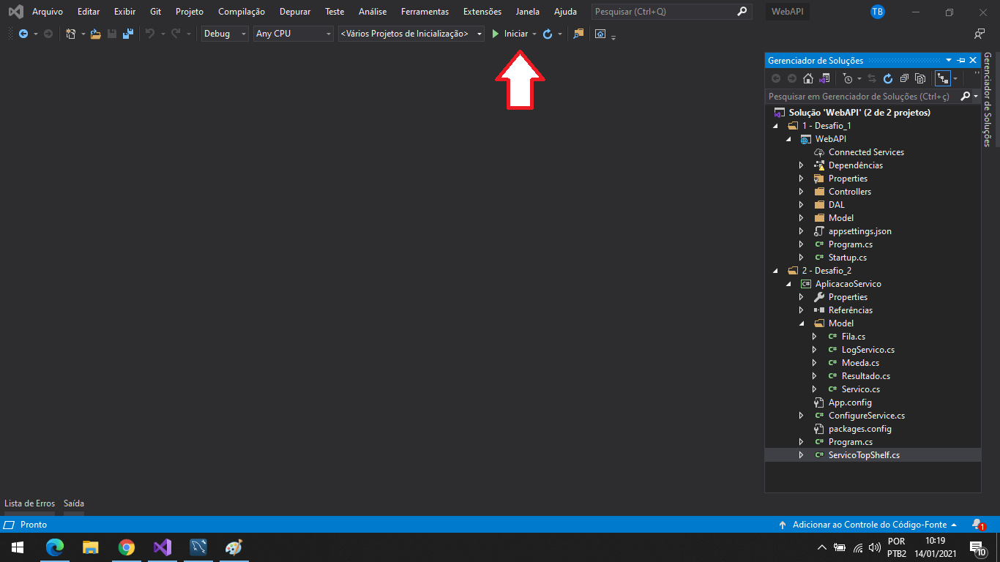 Arquivo Editar Exibir Git Projeto Compilação Depurar Teste Análise Ferramentas Extensões Janela Ajuda Pesquisar (Ctrl+Q) WebAPI TB
Debug Any CPU <Vários Projetos de Inicialização> Iniciar
Gerenciador de Soluções
Gerenciador de Soluções
Pesquisar em Gerenciador de Soluções (Ctrl+ç)
Solução 'WebAPI' (2 de 2 projetos)
1 - Desafio_1
WebAPI
Connected Services
Dependências
Properties
Controllers
DAL
Model
appsettings.json
C# Program.cs
C# Startup.cs
2 - Desafio_2
C# AplicacaoServico
Properties
Referências
Model
C# Fila.cs
C# LogServico.cs
C# Moeda.cs
C# Resultado.cs
C# Servico.cs
App.config
C# ConfigureService.cs
packages.config
C# Program.cs
C# ServicoTopShelf.cs
Lista de Erros Saída
Pronto Adicionar ao Controle do Código-Fonte 1
POR 10:19
PTB2 14/01/2021 10